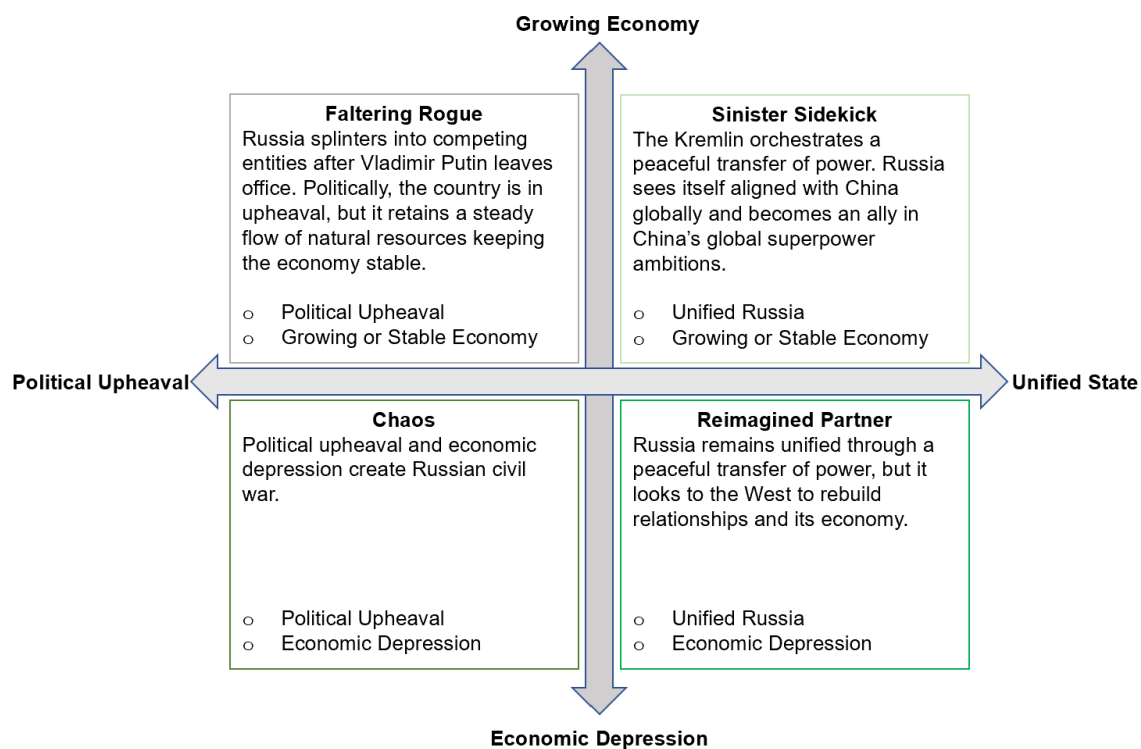 Growing Economy
Faltering Rogue
Russia splinters into competing
entities after Vladimir Putin leaves
office. Politically, the country is in
upheaval, but it retains a steady
flow of natural resources keeping
the economy stable.
o Political Upheaval
o Growing or Stable Economy
Sinister Sidekick
The Kremlin orchestrates a
peaceful transfer of power. Russia
sees itself aligned with China
globally and becomes an ally in
China’s global superpower
ambitions.
o Unified Russia
o Growing or Stable Economy
Political Upheaval
Unified State
Chaos
Political upheaval and economic
depression create Russian civil
war.
o Political Upheaval
o Economic Depression
Reimagined Partner
Russia remains unified through a
peaceful transfer of power, but it
looks to the West to rebuild
relationships and its economy.
o Unified Russia
o Economic Depression
Economic Depression